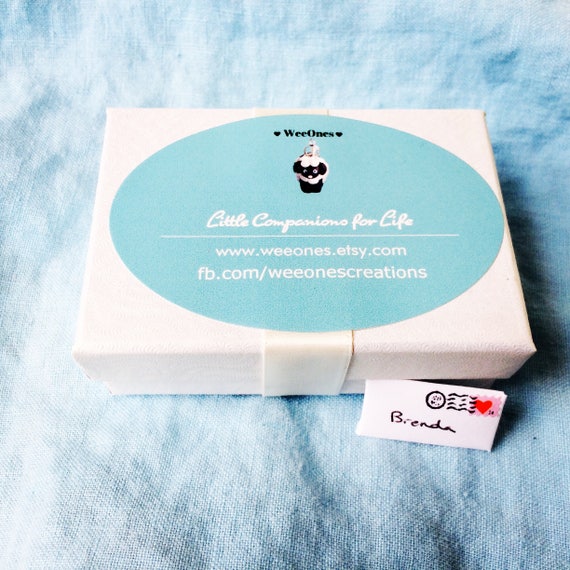 ♥ WeeOnes ♥
Little Companions for Life
www.weeones.etsy.com
fb.com/weeonescreations
Brenda